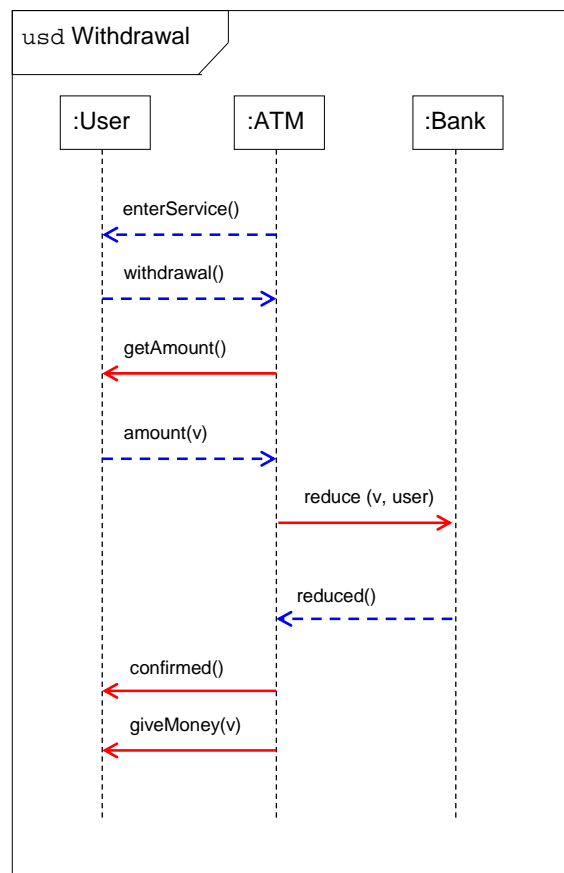 usd Withdrawal
:User
:ATM
:Bank
enterService()
withdrawal()
getAmount()
amount(v)
reduce (v, user)
reduced()
confirmed()
giveMoney(v)